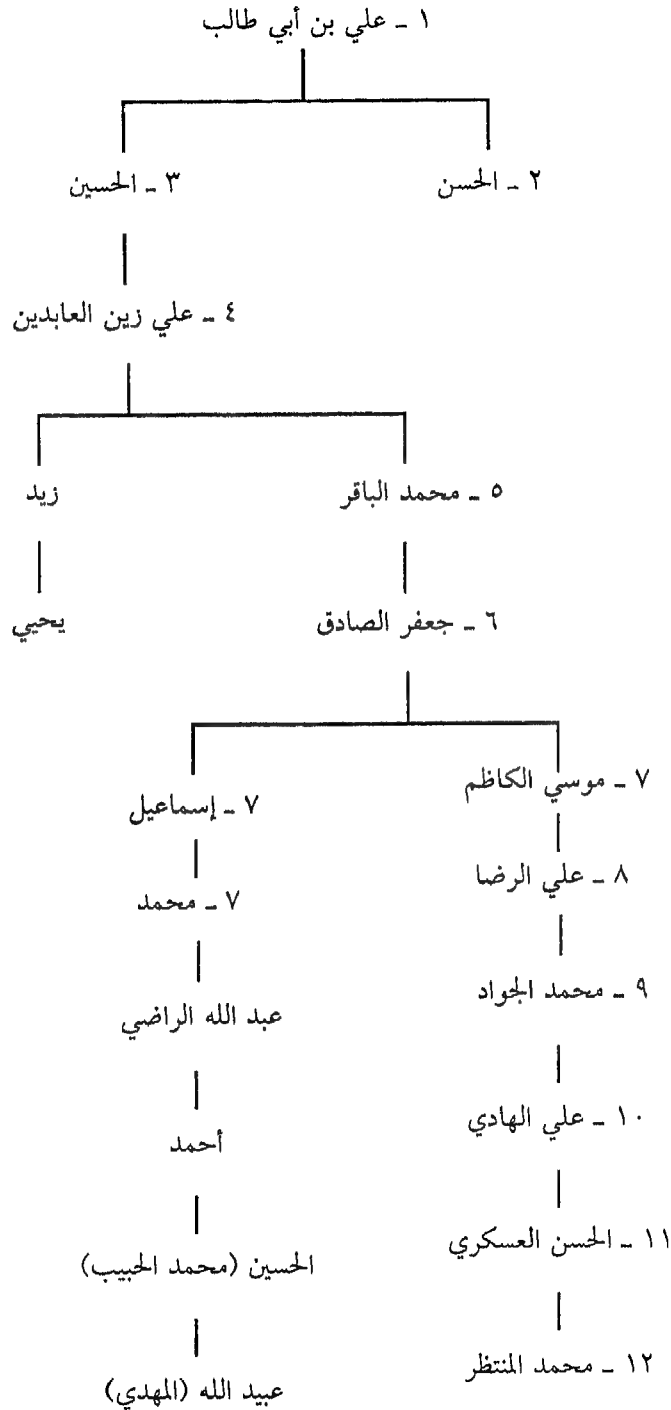 ١ ـ علي بن أبي طالب
٢ ـ الحسن
٣ ـ الحسين
٤ ـ علي زين العابدين
٥ ـ محمد الباقر
زيد
٦ ـ جعفر الصادق
يحيي
٧ ـ موسي الكاظم
٧ ـ إسماعيل
٨ ـ علي الرضا
٧ ـ محمد
٩ ـ محمد الجواد
عبد الله الراضي
١٠ ـ علي الهادي
أحمد
١١ ـ الحسن العسكري
الحسين (محمد الحبيب)
١٢ ـ محمد المنتظر
عبيد الله (المهدي)